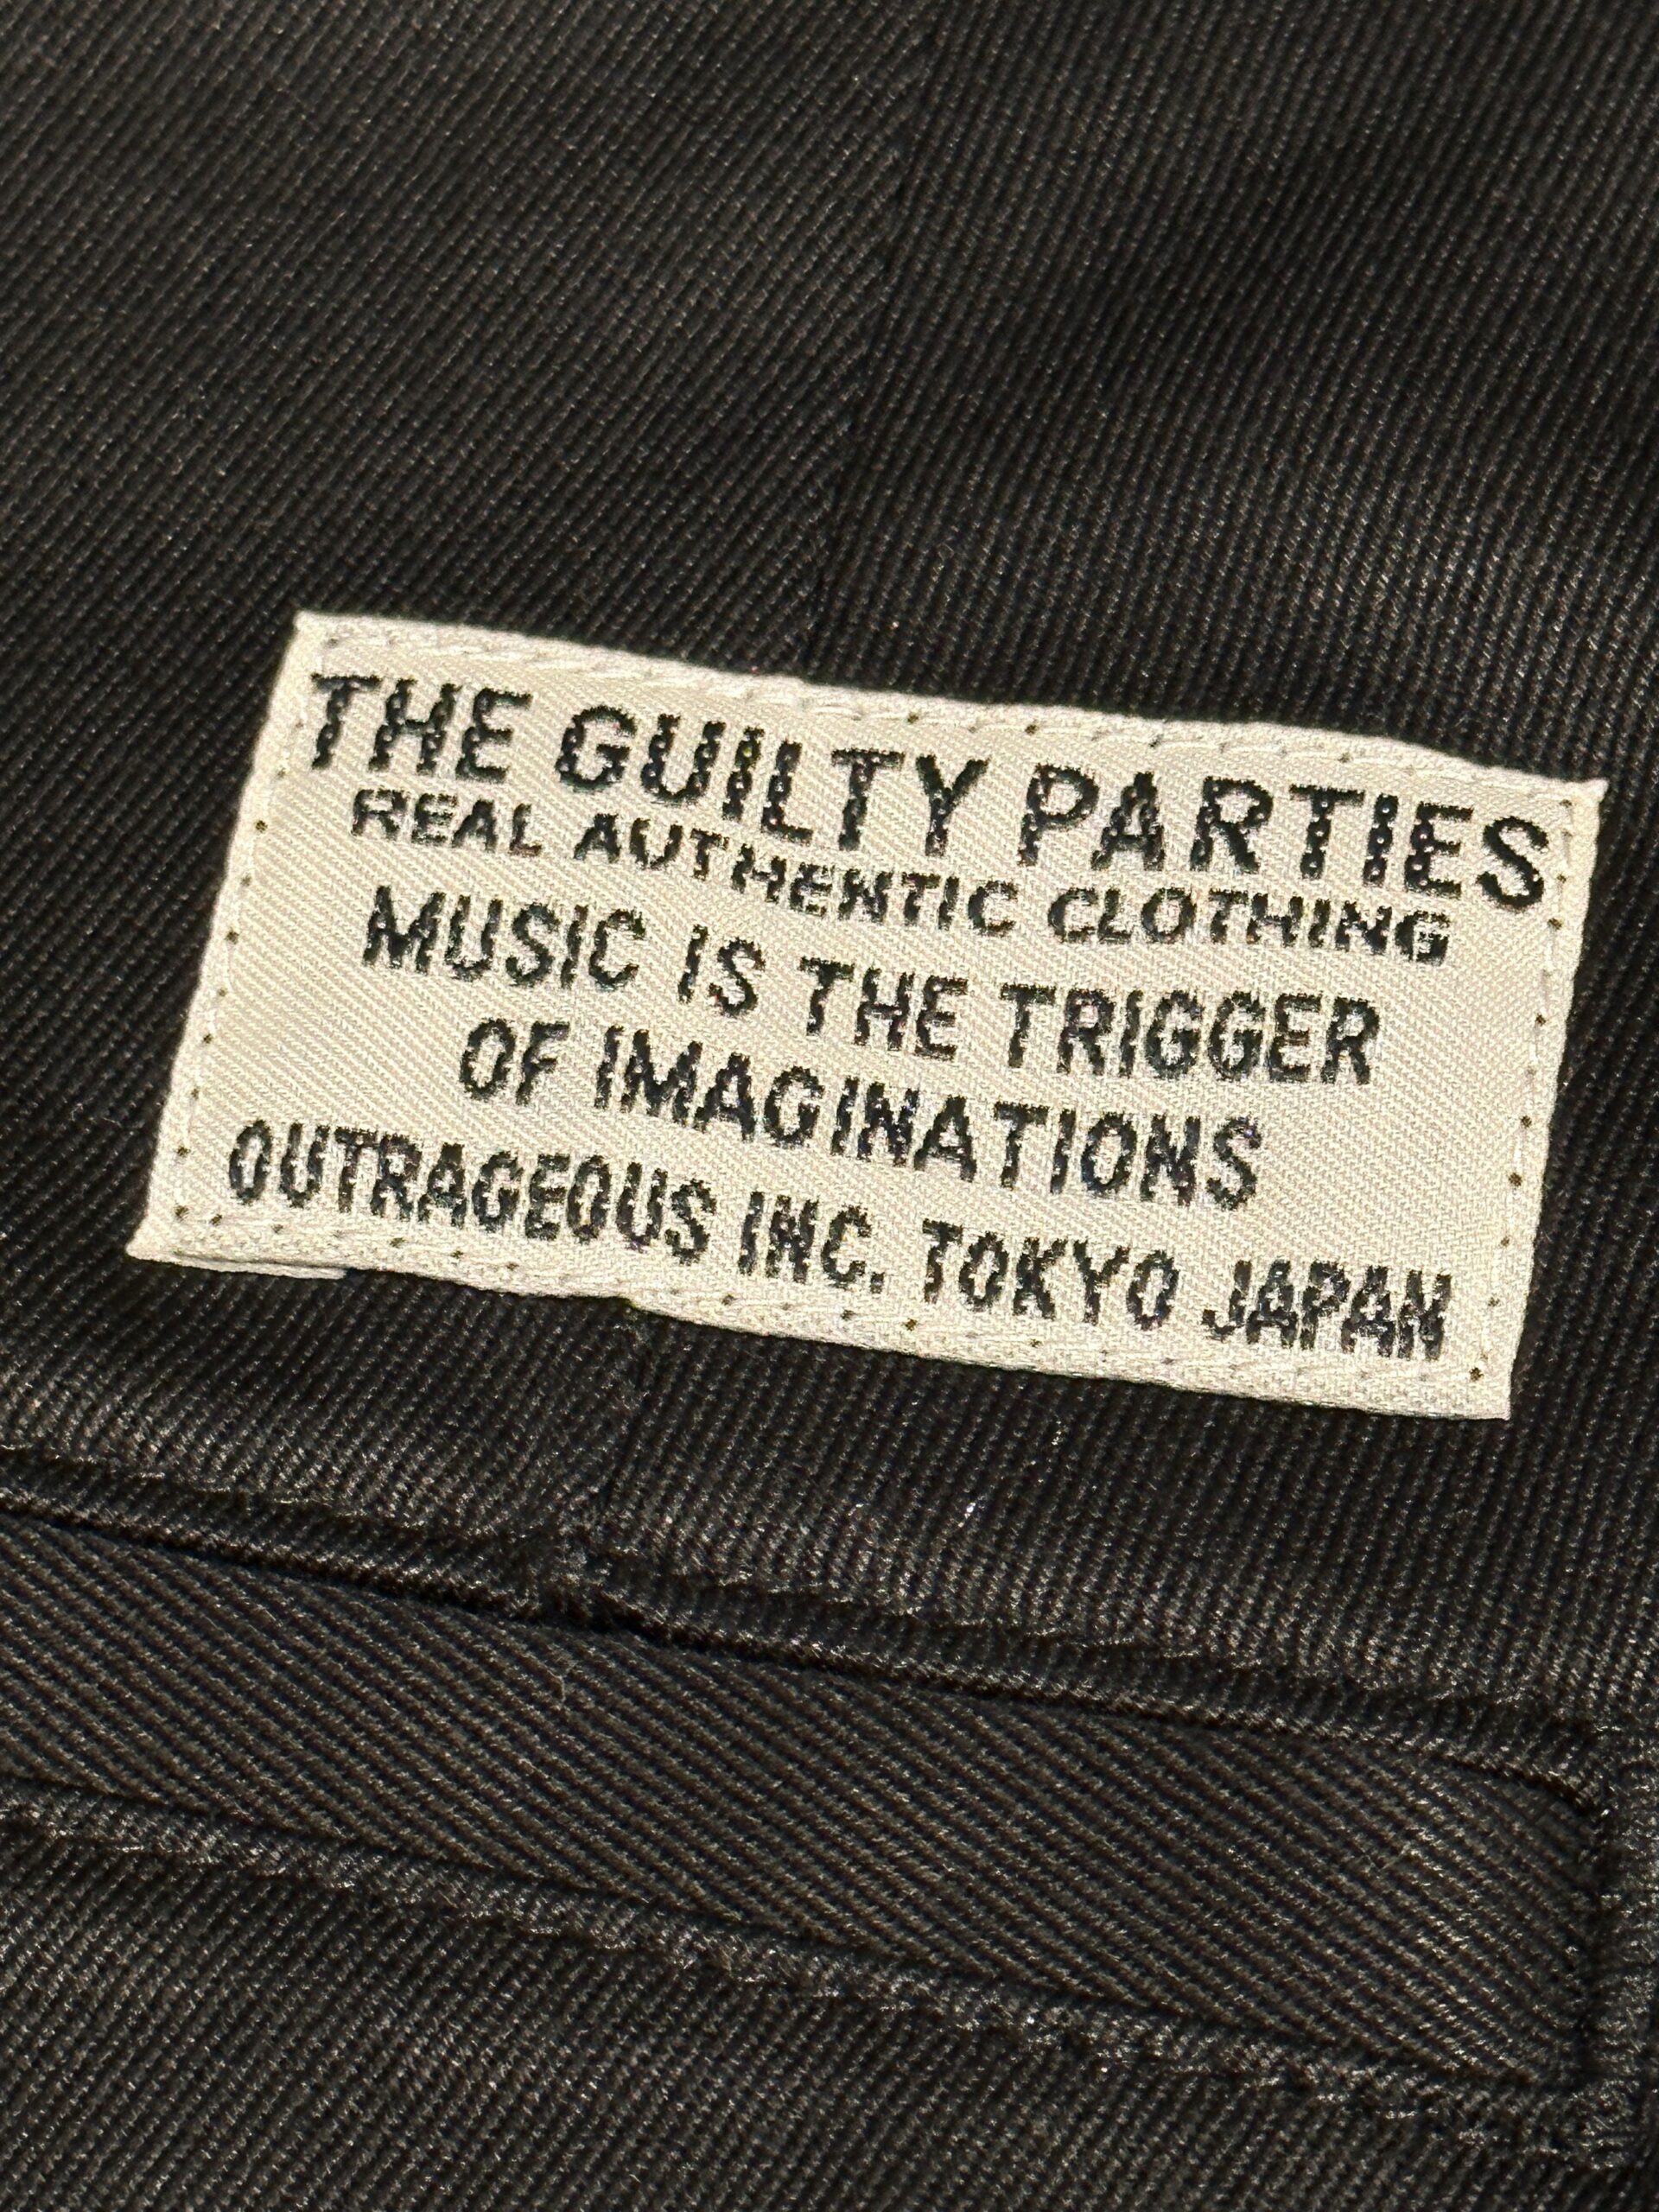 THE GUILTY PARTIES
REAL AUTHENTIC CLOTHING
MUSIC IS THE TRIGGER
OF IMAGINATIONS
OUTRAGEOUS INC. TOKYO JAPAN